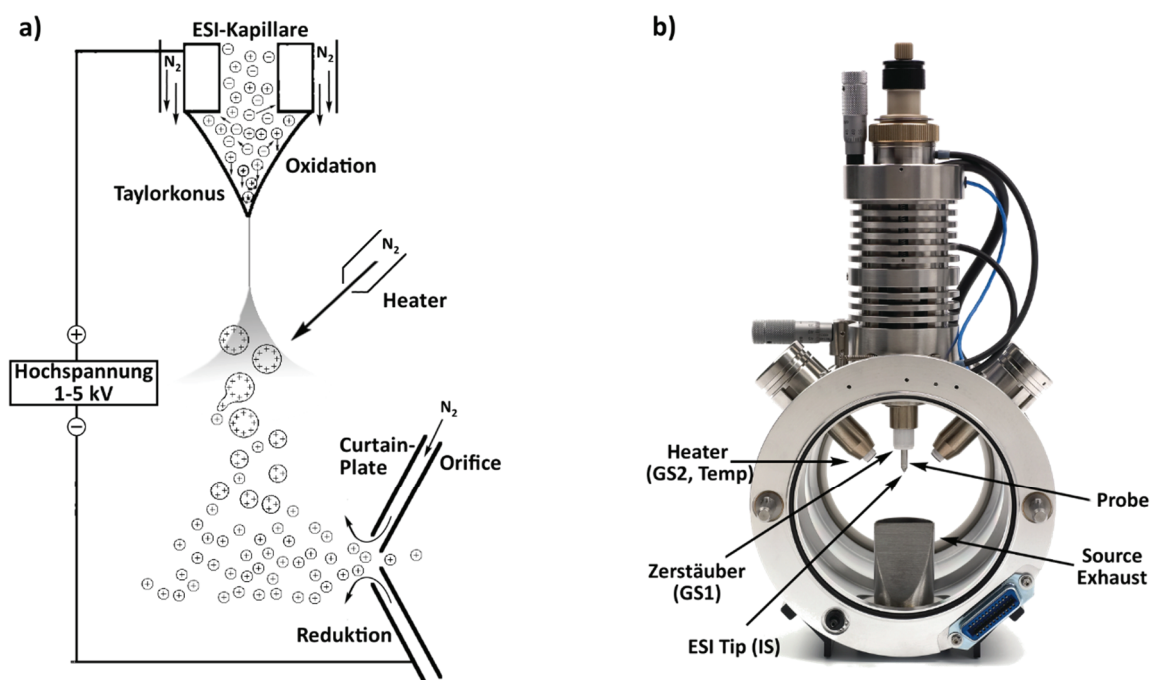 a)
ESI-Kapillare
N2
N2
Oxidation
Taylorkonus
N2
Heater
+
Hochspannung
1-5 kV
−
N2
Curtain-
Plate
Orifice
Reduktion
b)
Heater
(GS2, Temp)
Probe
Zerstäuber
(GS1)
Source
Exhaust
ESI Tip (IS)